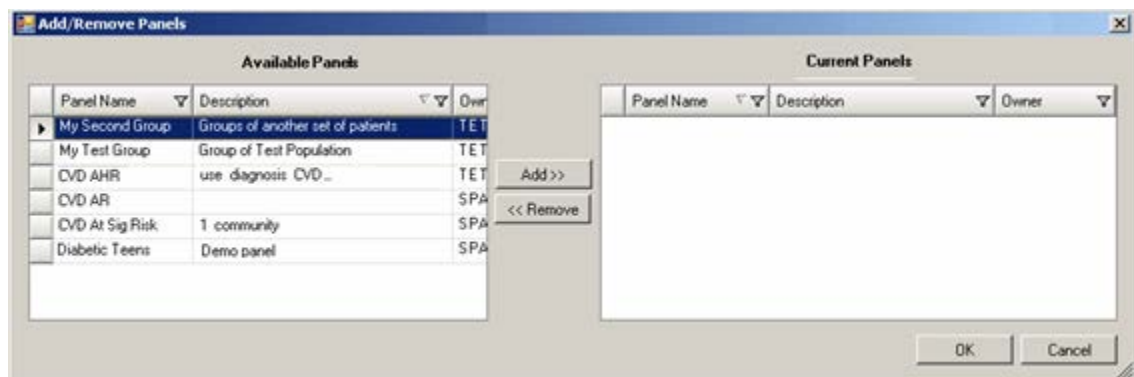 Add/Remove Panels
Available Panels
Current Panels
Panel Name Description Owr
Panel Name Description Owner
My Second Group Groups of another set of patients TET
My Test Group Group of Test Population TET
CVD AHR use diagnosis CVD... TET
CVD AR SPA
CVD At Sig Risk 1 community SPA
Diabetic Teens Demo panel SPA
Add >>
<< Remove
OK Cancel